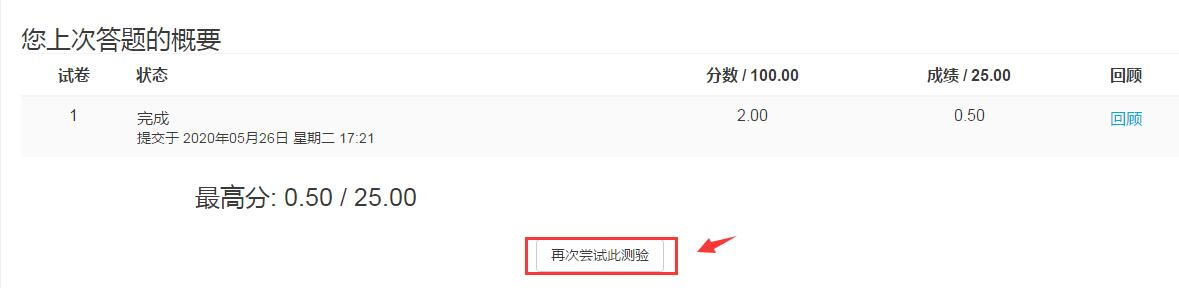 您上次答题的概要
试卷 状态 分数 / 100.00 成绩 / 25.00 回顾
1 完成 2.00 0.50 回顾
提交于 2020年05月26日 星期二 17:21
最高分: 0.50 / 25.00
再次尝试此测验